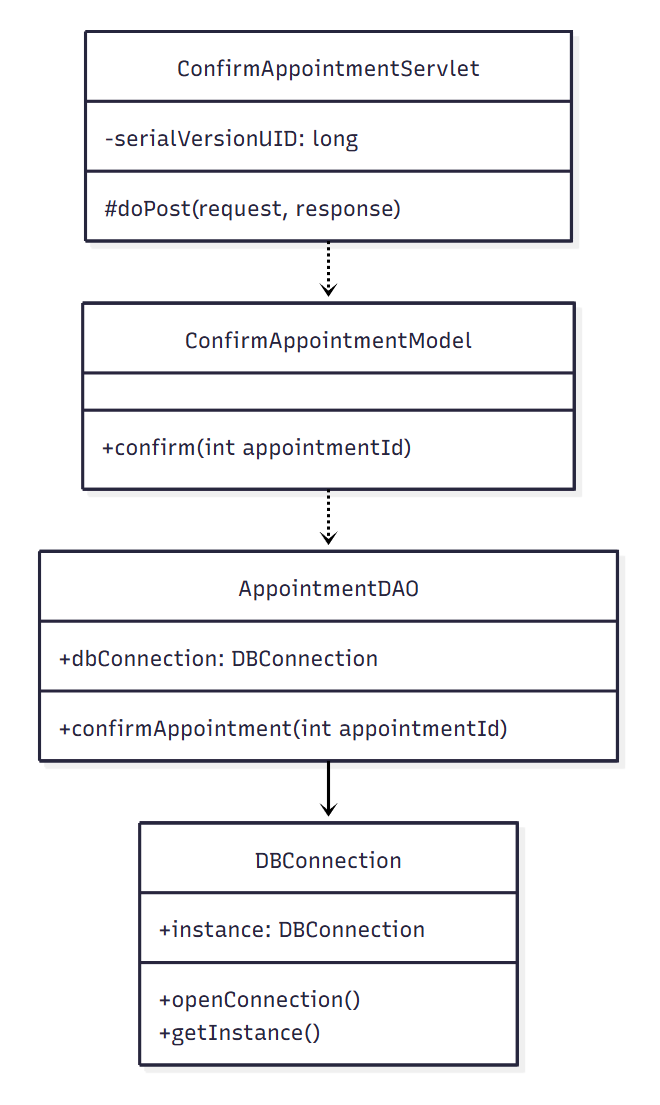 ConfirmAppointmentServlet
-serialVersionUID: long
#doPost(request, response)
ConfirmAppointmentModel
+confirm(int appointmentId)
AppointmentDAO
+dbConnection: DBConnection
+confirmAppointment(int appointmentId)
DBConnection
+instance: DBConnection
+openConnection()
+getInstance()